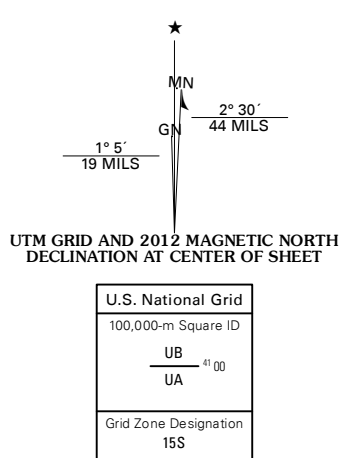 ★
MN
GN
2° 30´
44 MILS
1° 5´
19 MILS
UTM GRID AND 2012 MAGNETIC NORTH
DECLINATION AT CENTER OF SHEET
U.S. National Grid
100,000-m Square ID
UB
41 00
UA
Grid Zone Designation
15S